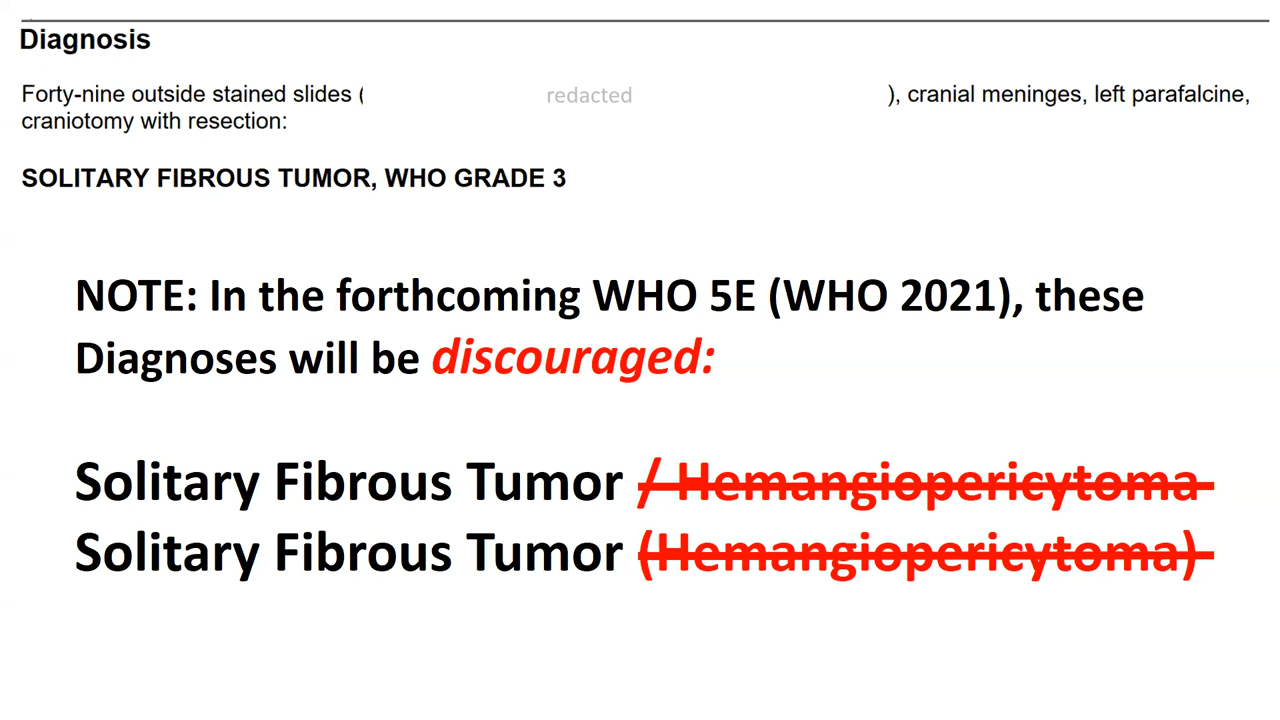 Diagnosis
Forty-nine outside stained slides ( redacted ), cranial meninges, left parafalcine,
craniotomy with resection:
SOLITARY FIBROUS TUMOR, WHO GRADE 3
NOTE: In the forthcoming WHO 5E (WHO 2021), these
Diagnoses will be discouraged:
Solitary Fibrous Tumor / Hemangiopericytoma
Solitary Fibrous Tumor (Hemangiopericytoma)